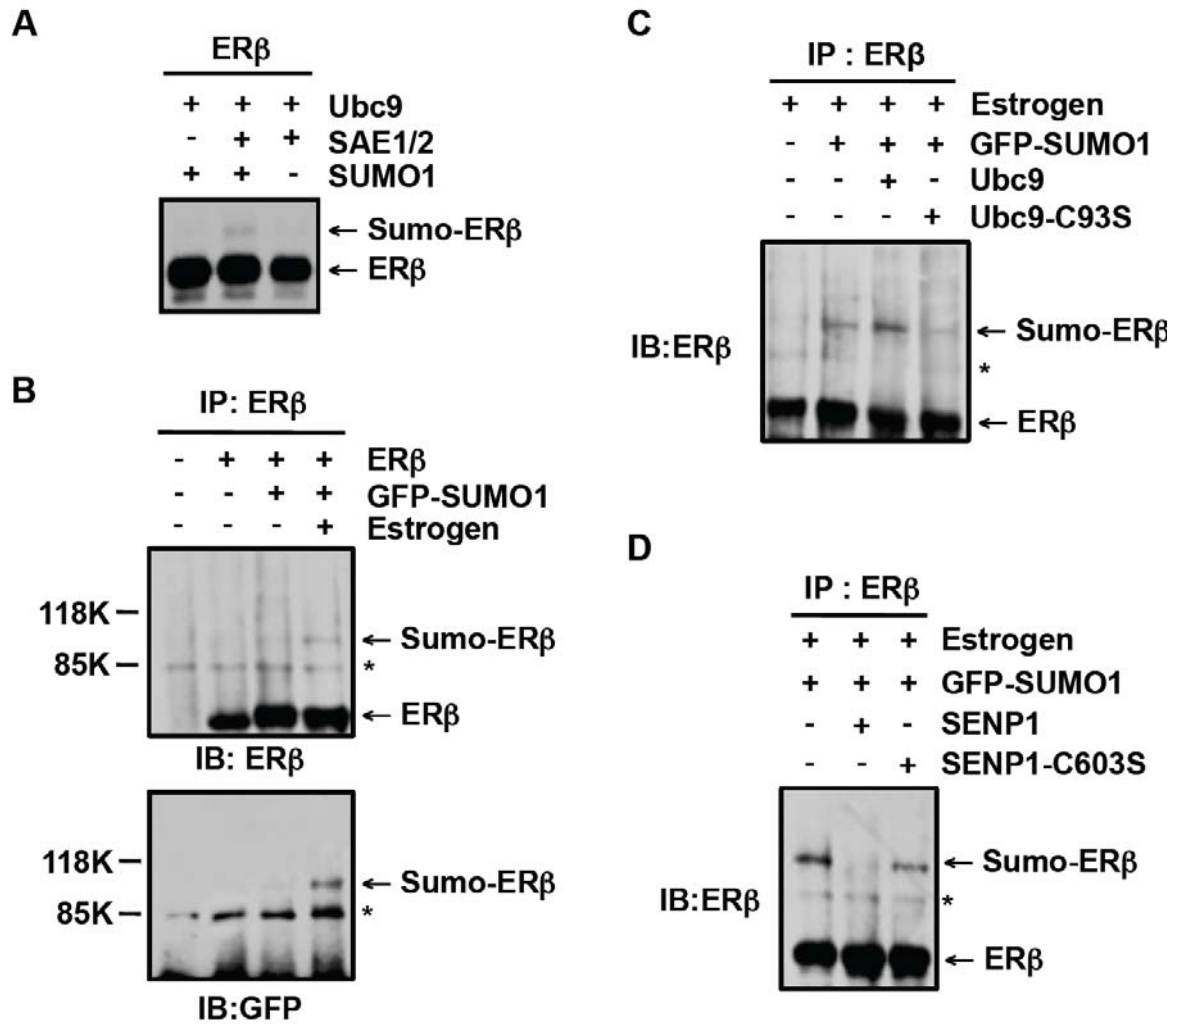 A
ERβ
+ + + Ubc9
- + + SAE1/2
+ + - SUMO1
← Sumo-ERβ
← ERβ
B
IP: ERβ
- + + + ERβ
- - + + GFP-SUMO1
- - - + Estrogen
118K
← Sumo-ERβ
85K
*
← ERβ
IB: ERβ
118K
← Sumo-ERβ
85K
*
IB:GFP
C
IP : ERβ
+ + + + Estrogen
- + + + GFP-SUMO1
- - + - Ubc9
- - - + Ubc9-C93S
← Sumo-ERβ
IB:ERβ
*
← ERβ
D
IP : ERβ
+ + + Estrogen
+ + + GFP-SUMO1
- + - SENP1
- - + SENP1-C603S
← Sumo-ERβ
IB:ERβ
*
← ERβ